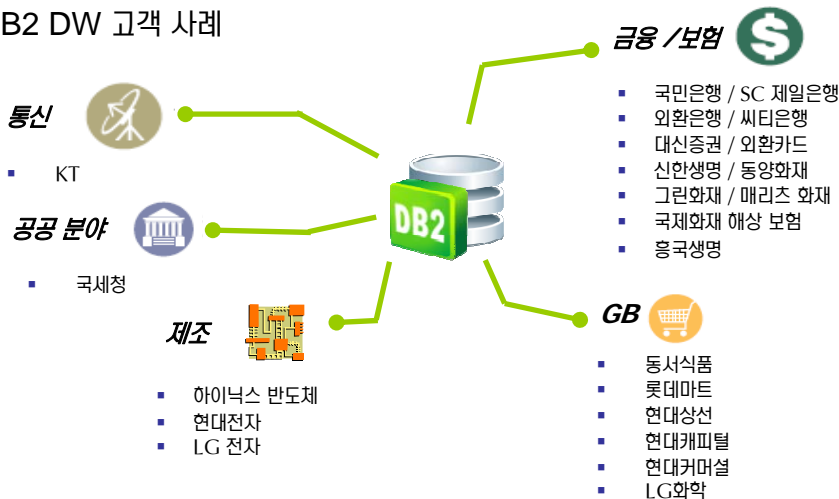 B2 DW 고객 사례
통신
▪ KT
공공 분야
▪ 국세청
제조
▪ 하이닉스 반도체
▪ 현대전자
▪ LG 전자
DB2
금융 /보험
▪ 국민은행 / SC 제일은행
▪ 외환은행 / 씨티은행
▪ 대신증권 / 외환카드
▪ 신한생명 / 동양화재
▪ 그린화재 / 매리츠 화재
▪ 국제화재 해상 보험
▪ 흥국생명
GB
▪ 동서식품
▪ 롯데마트
▪ 현대상선
▪ 현대캐피털
▪ 현대커머셜
▪ LG화학